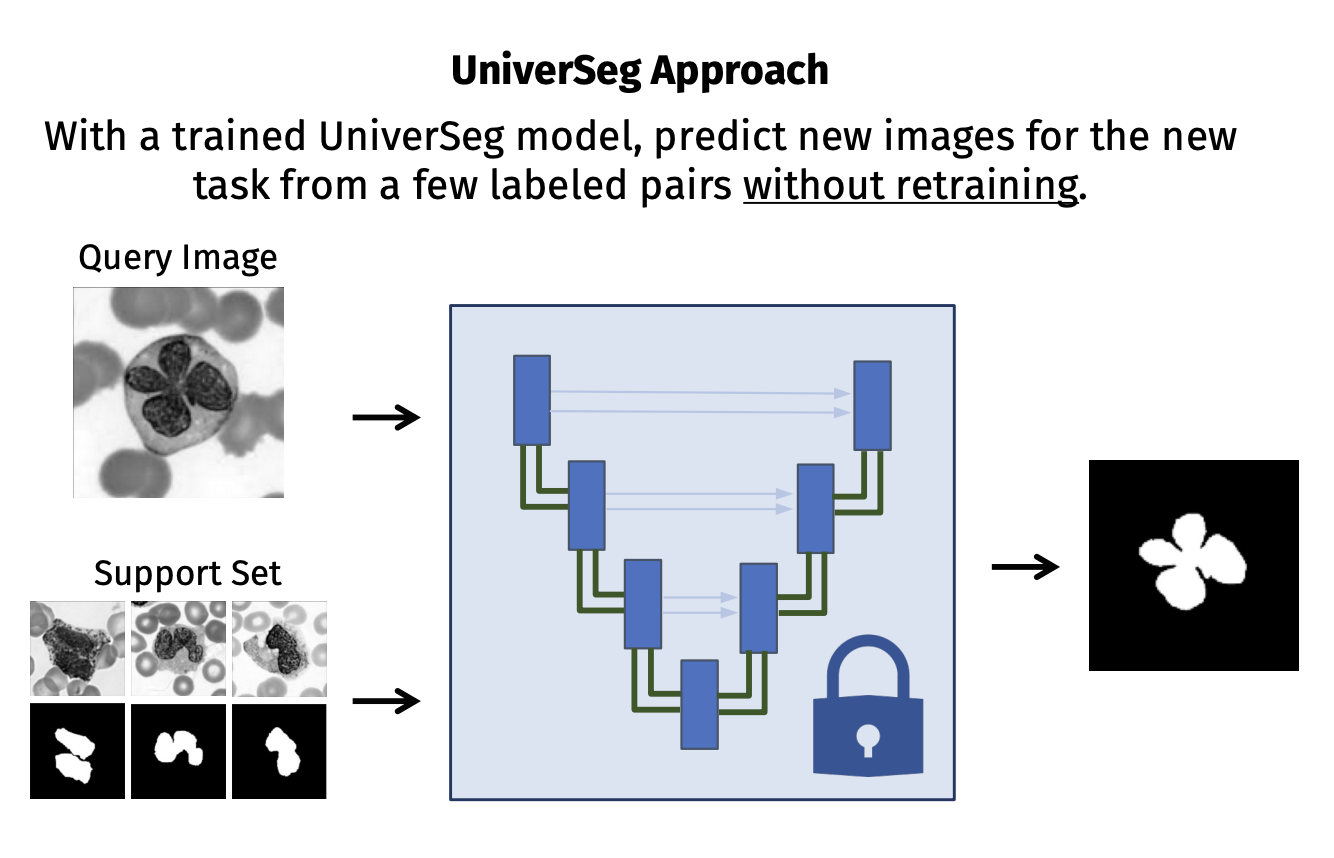 UniverSeg Approach
With a trained UniverSeg model, predict new images for the new
task from a few labeled pairs without retraining.
Query Image
Support Set